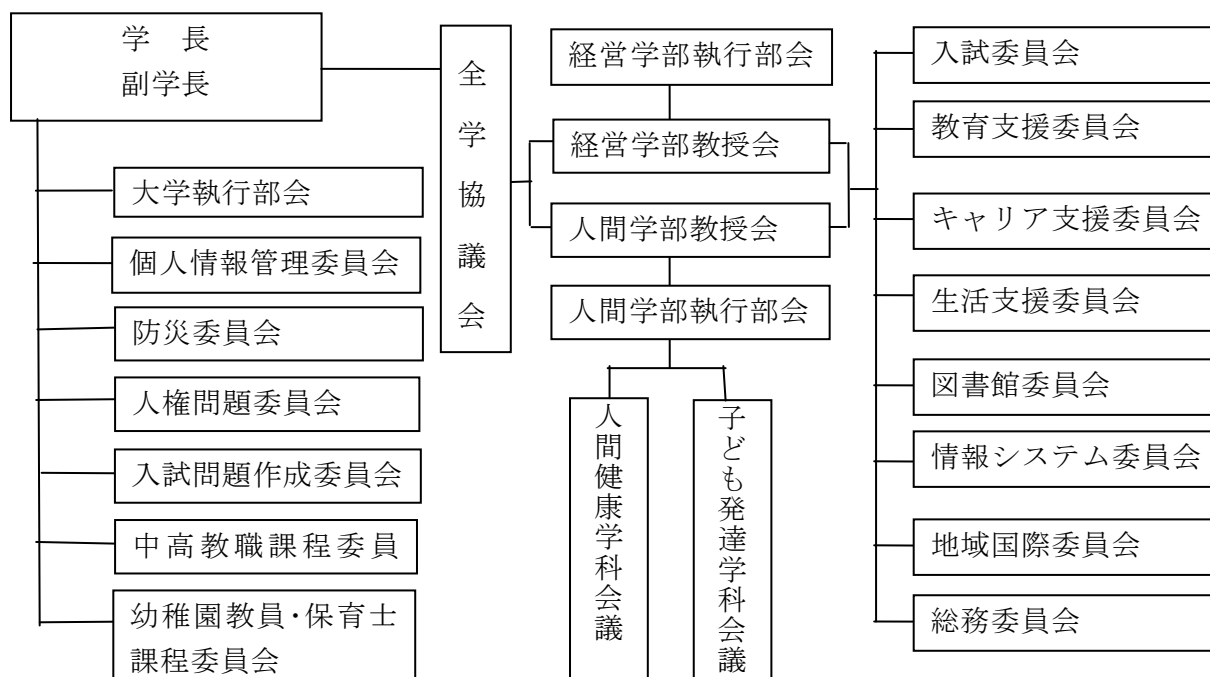 学　長
副学長
大学執行部会
個人情報管理委員会
防災委員会
人権問題委員会
入試問題作成委員会
中高教職課程委員
幼稚園教員・保育士
課程委員会
全学協議会
経営学部執行部会
経営学部教授会
人間学部教授会
人間学部執行部会
人間健康学科会議
子ども発達学科会議
入試委員会
教育支援委員会
キャリア支援委員会
生活支援委員会
図書館委員会
情報システム委員会
地域国際委員会
総務委員会